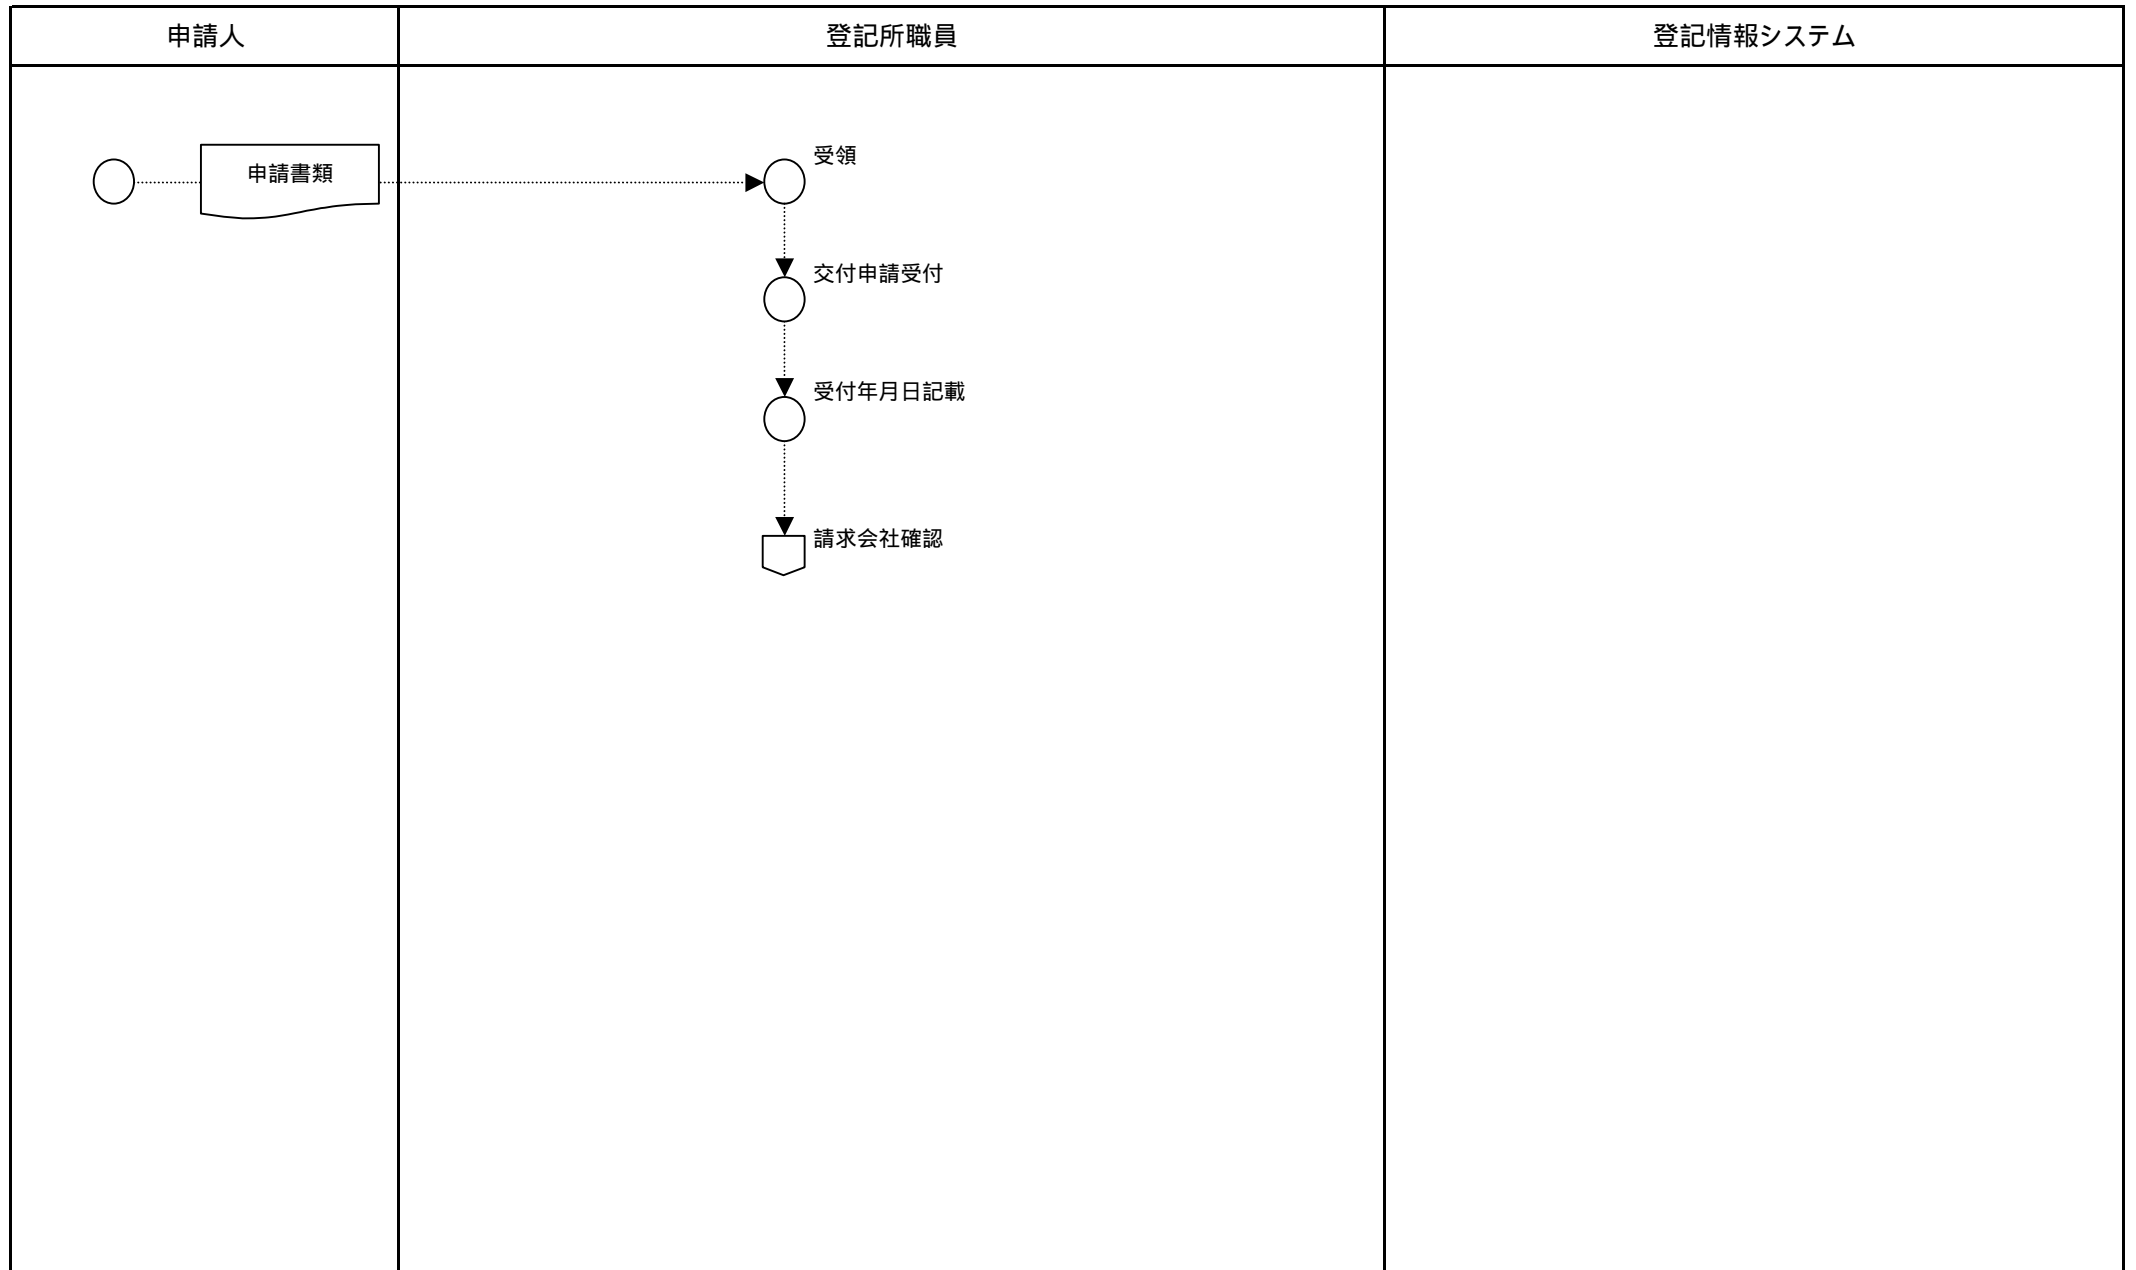 申請人
登記所職員
登記情報システム
申請書類
受領
交付申請受付
受付年月日記載
請求会社確認